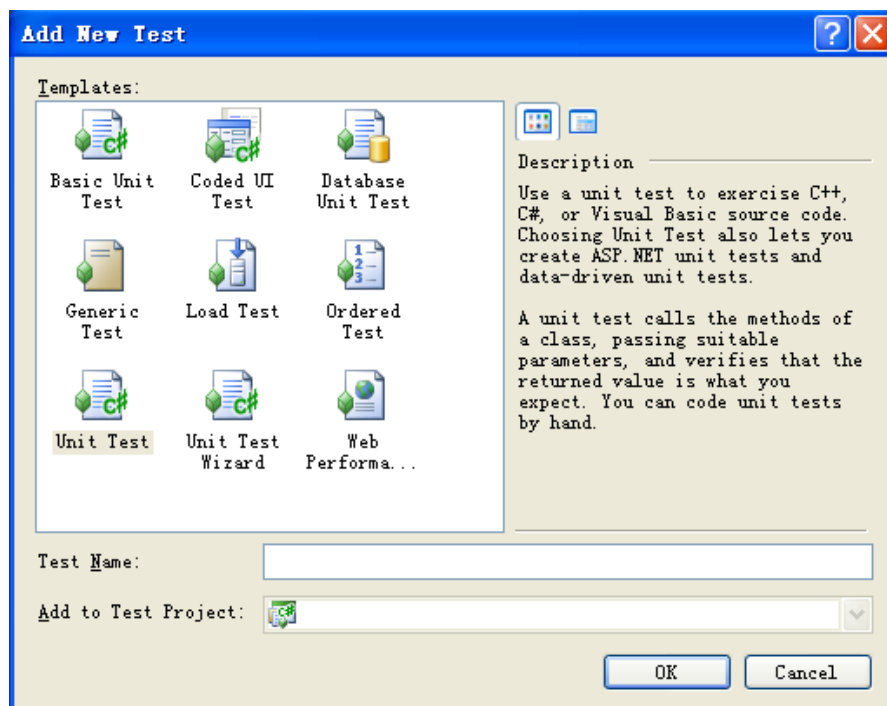 Add New Test
Templates:
Basic Unit Test
Coded UI Test
Database Unit Test
Generic Test
Load Test
Ordered Test
Unit Test
Unit Test Wizard
Web Performa...
Description
Use a unit test to exercise C++,
C#, or Visual Basic source code.
Choosing Unit Test also lets you
create ASP.NET unit tests and
data-driven unit tests.
A unit test calls the methods of
a class, passing suitable
parameters, and verifies that the
returned value is what you
expect. You can code unit tests
by hand.
Test Name:
Add to Test Project:
OK
Cancel